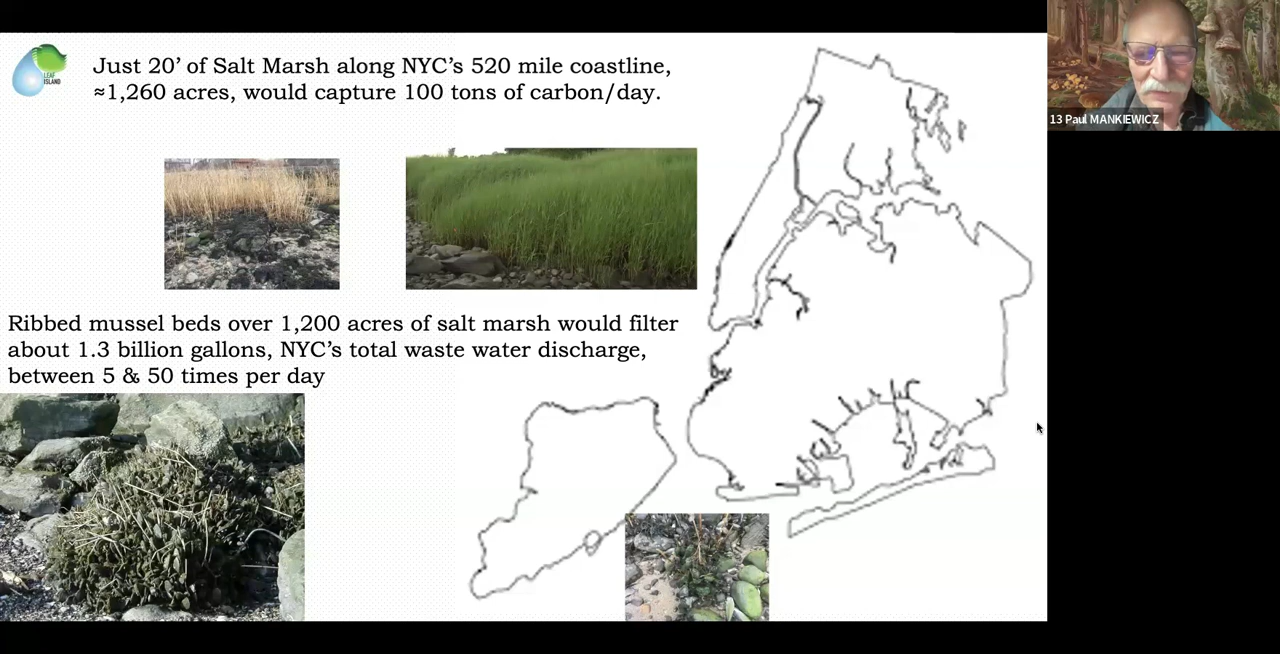 LEAF
ISLAND
Just 20’ of Salt Marsh along NYC’s 520 mile coastline,
≈1,260 acres, would capture 100 tons of carbon/day.
13 Paul MANKIEWICZ
Ribbed mussel beds over 1,200 acres of salt marsh would filter
about 1.3 billion gallons, NYC’s total waste water discharge,
between 5 & 50 times per day